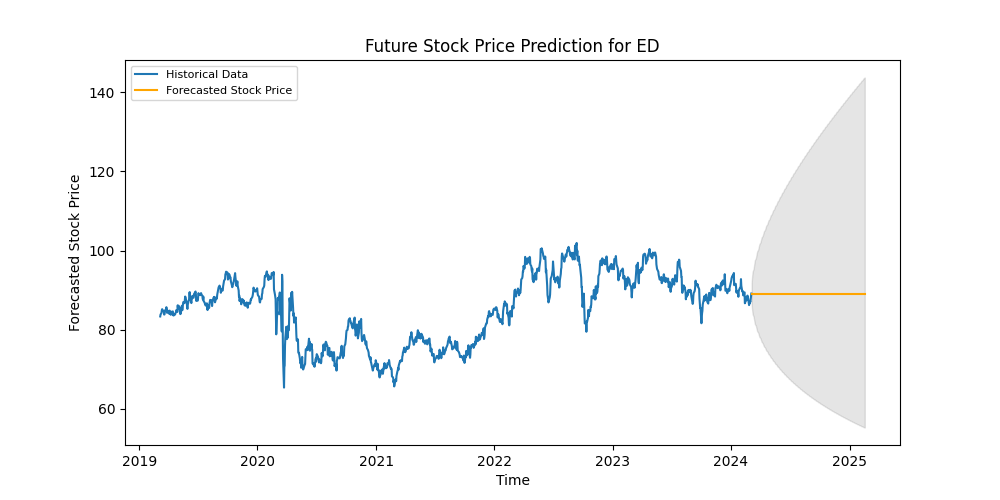 Future Stock Price Prediction for ED
Historical Data
Forecasted Stock Price
Forecasted Stock Price
140
120
100
80
60
2019
2020
2021
2022
2023
2024
2025
Time